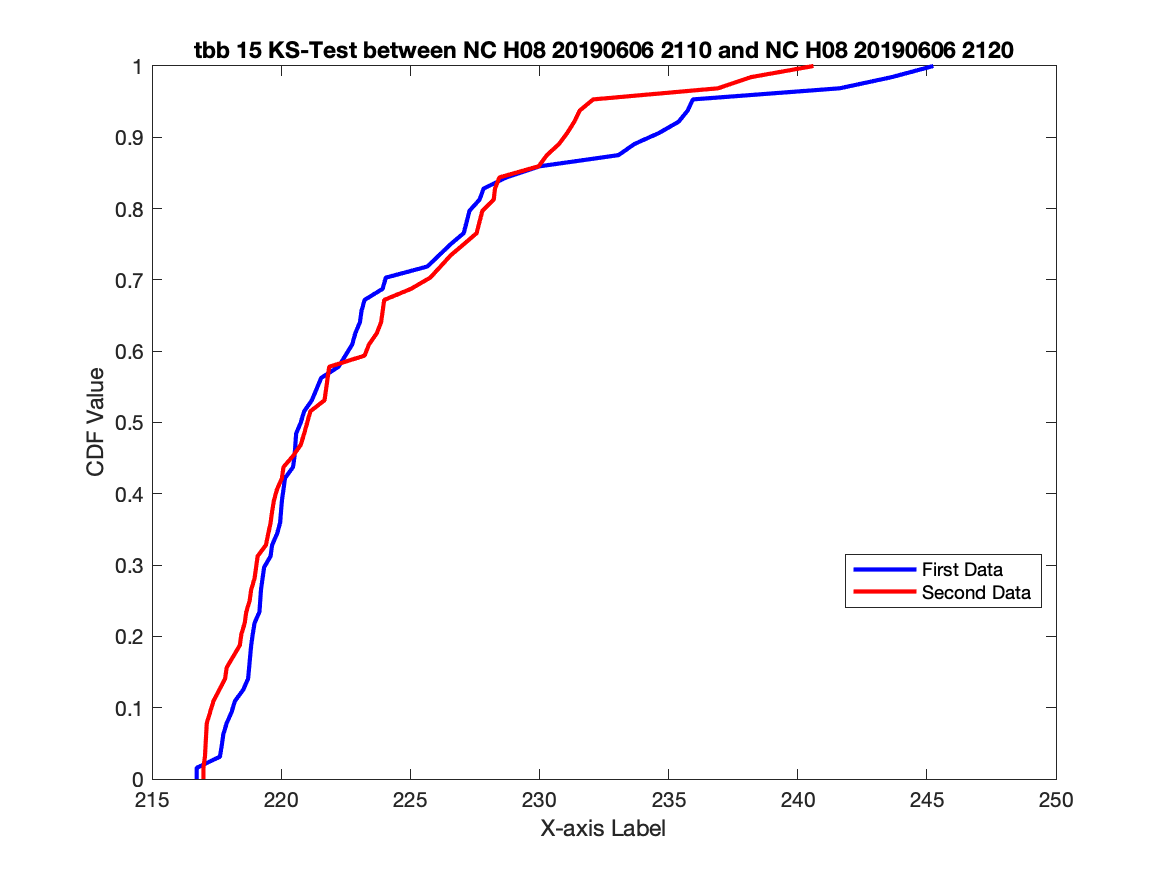 tbb 15 KS-Test between NC H08 20190606 2110 and NC H08 20190606 2120
1
0.9
0.8
0.7
0.6
0.5
0.4
0.3
0.2
0.1
0
CDF Value
First Data
Second Data
215 220 225 230 235 240 245 250
X-axis Label